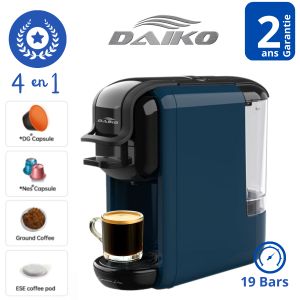 DAIKO
2
ans
Garantie
4 en 1
*DG Capsule
*Nes Capsule
Ground Coffee
ESE coffee pod
DAIKO
19 Bars